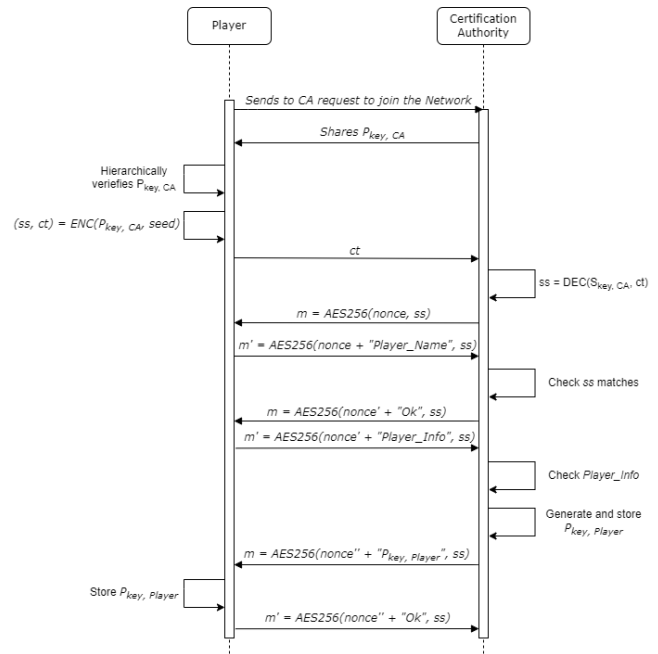 Player
Certification
Authority
Sends to CA request to join the Network
Shares Pkey, CA
Hierarchically
veriefies Pkey, CA
(ss, ct) = ENC(Pkey, CA, seed)
ct
ss = DEC(Skey, CA, ct)
m = AES256(nonce, ss)
m' = AES256(nonce + "Player_Name", ss)
Check ss matches
m = AES256(nonce' + "Ok", ss)
m' = AES256(nonce' + "Player_Info", ss)
Check Player_Info
Generate and store
Pkey, Player
m = AES256(nonce'' + "Pkey, Player", ss)
Store Pkey, Player
m' = AES256(nonce'' + "Ok", ss)